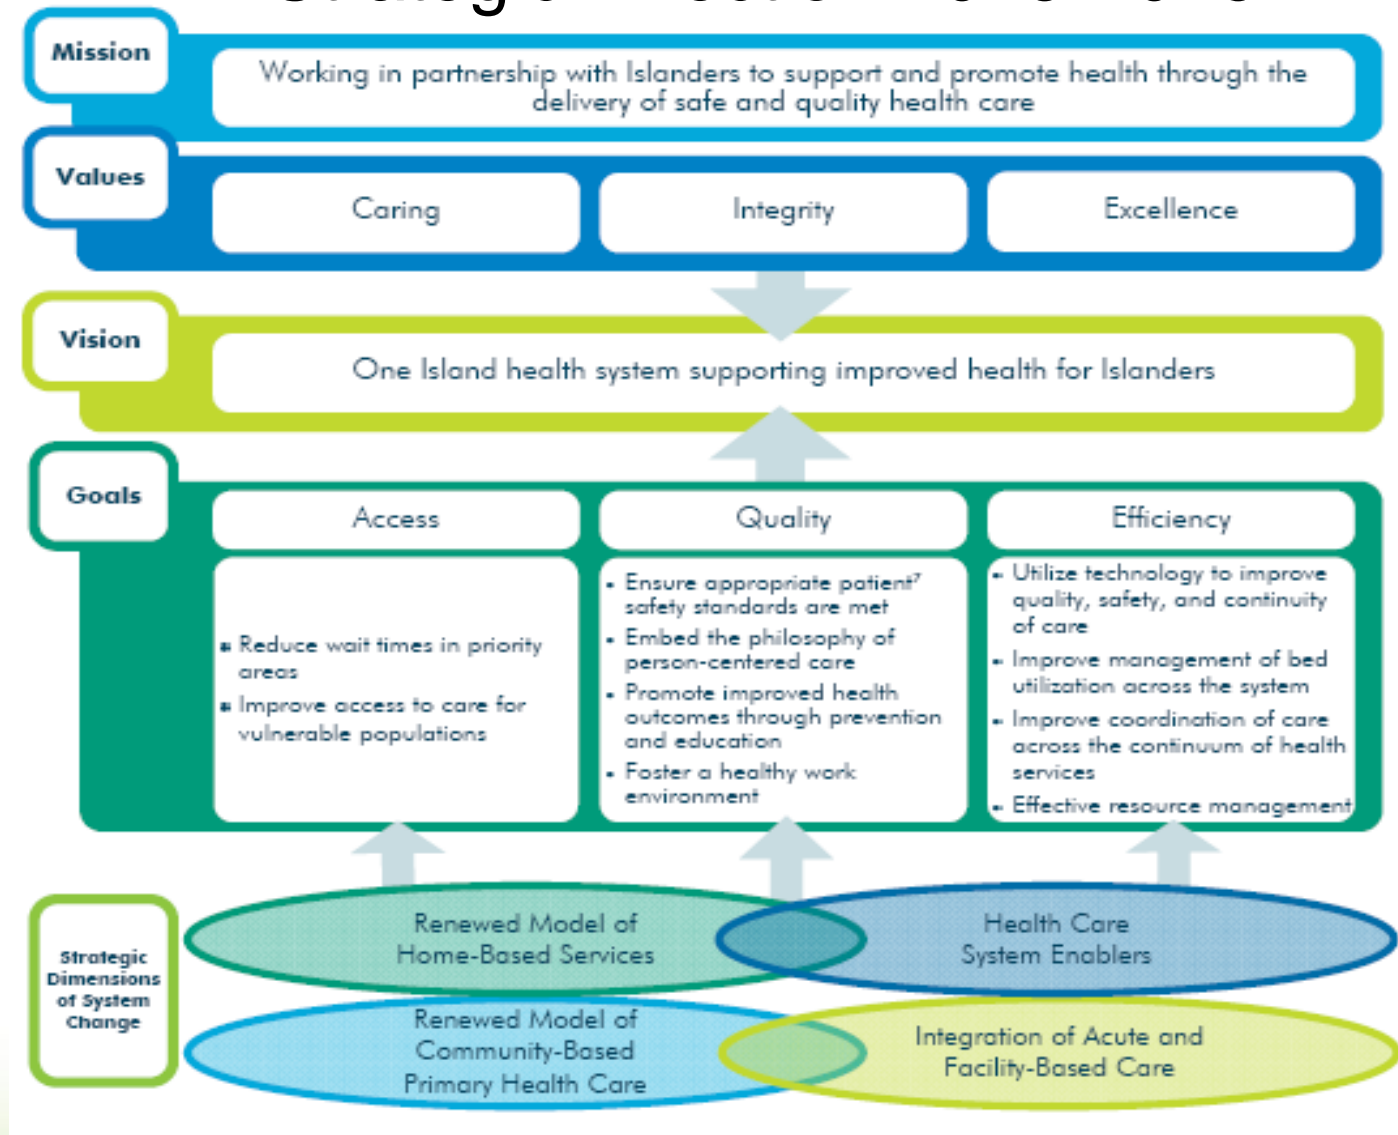 Mission
Working in partnership with Islanders to support and promote health through the
delivery of safe and quality health care
Values
Caring
Integrity
Excellence
Vision
One Island health system supporting improved health for Islanders
Goals
Access
Quality
Efficiency
• Reduce wait times in priority
areas
• Improve access to care for
vulnerable populations
• Ensure appropriate patient⁷
safety standards are met
• Embed the philosophy of
person-centered care
• Promote improved health
outcomes through prevention
and education
• Foster a healthy work
environment
• Utilize technology to improve
quality, safety, and continuity
of care
• Improve management of bed
utilization across the system
• Improve coordination of care
across the continuum of health
services
• Effective resource management
Strategic
Dimensions
of System
Change
Renewed Model of
Home-Based Services
Health Care
System Enablers
Renewed Model of
Community-Based
Primary Health Care
Integration of Acute and
Facility-Based Care